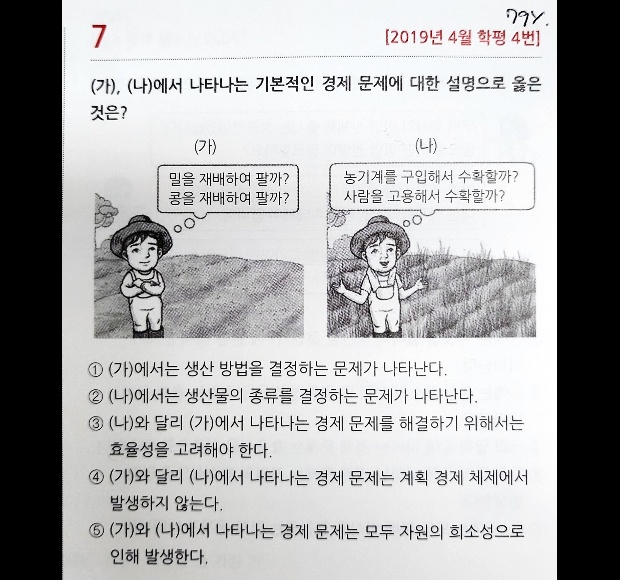 7
[2019년 4월 학평 4번]
(가), (나)에서 나타나는 기본적인 경제 문제에 대한 설명으로 옳은
것은?
(가)
(나)
밀을 재배하여 팔까?
콩을 재배하여 팔까?
농기계를 구입해서 수확할까?
사람을 고용해서 수확할까?
① (가)에서는 생산 방법을 결정하는 문제가 나타난다.
② (나)에서는 생산물의 종류를 결정하는 문제가 나타난다.
③ (나)와 달리 (가)에서 나타나는 경제 문제를 해결하기 위해서는
효율성을 고려해야 한다.
④ (가)와 달리 (나)에서 나타나는 경제 문제는 계획 경제 체제에서
발생하지 않는다.
⑤ (가)와 (나)에서 나타나는 경제 문제는 모두 자원의 희소성으로
인해 발생한다.